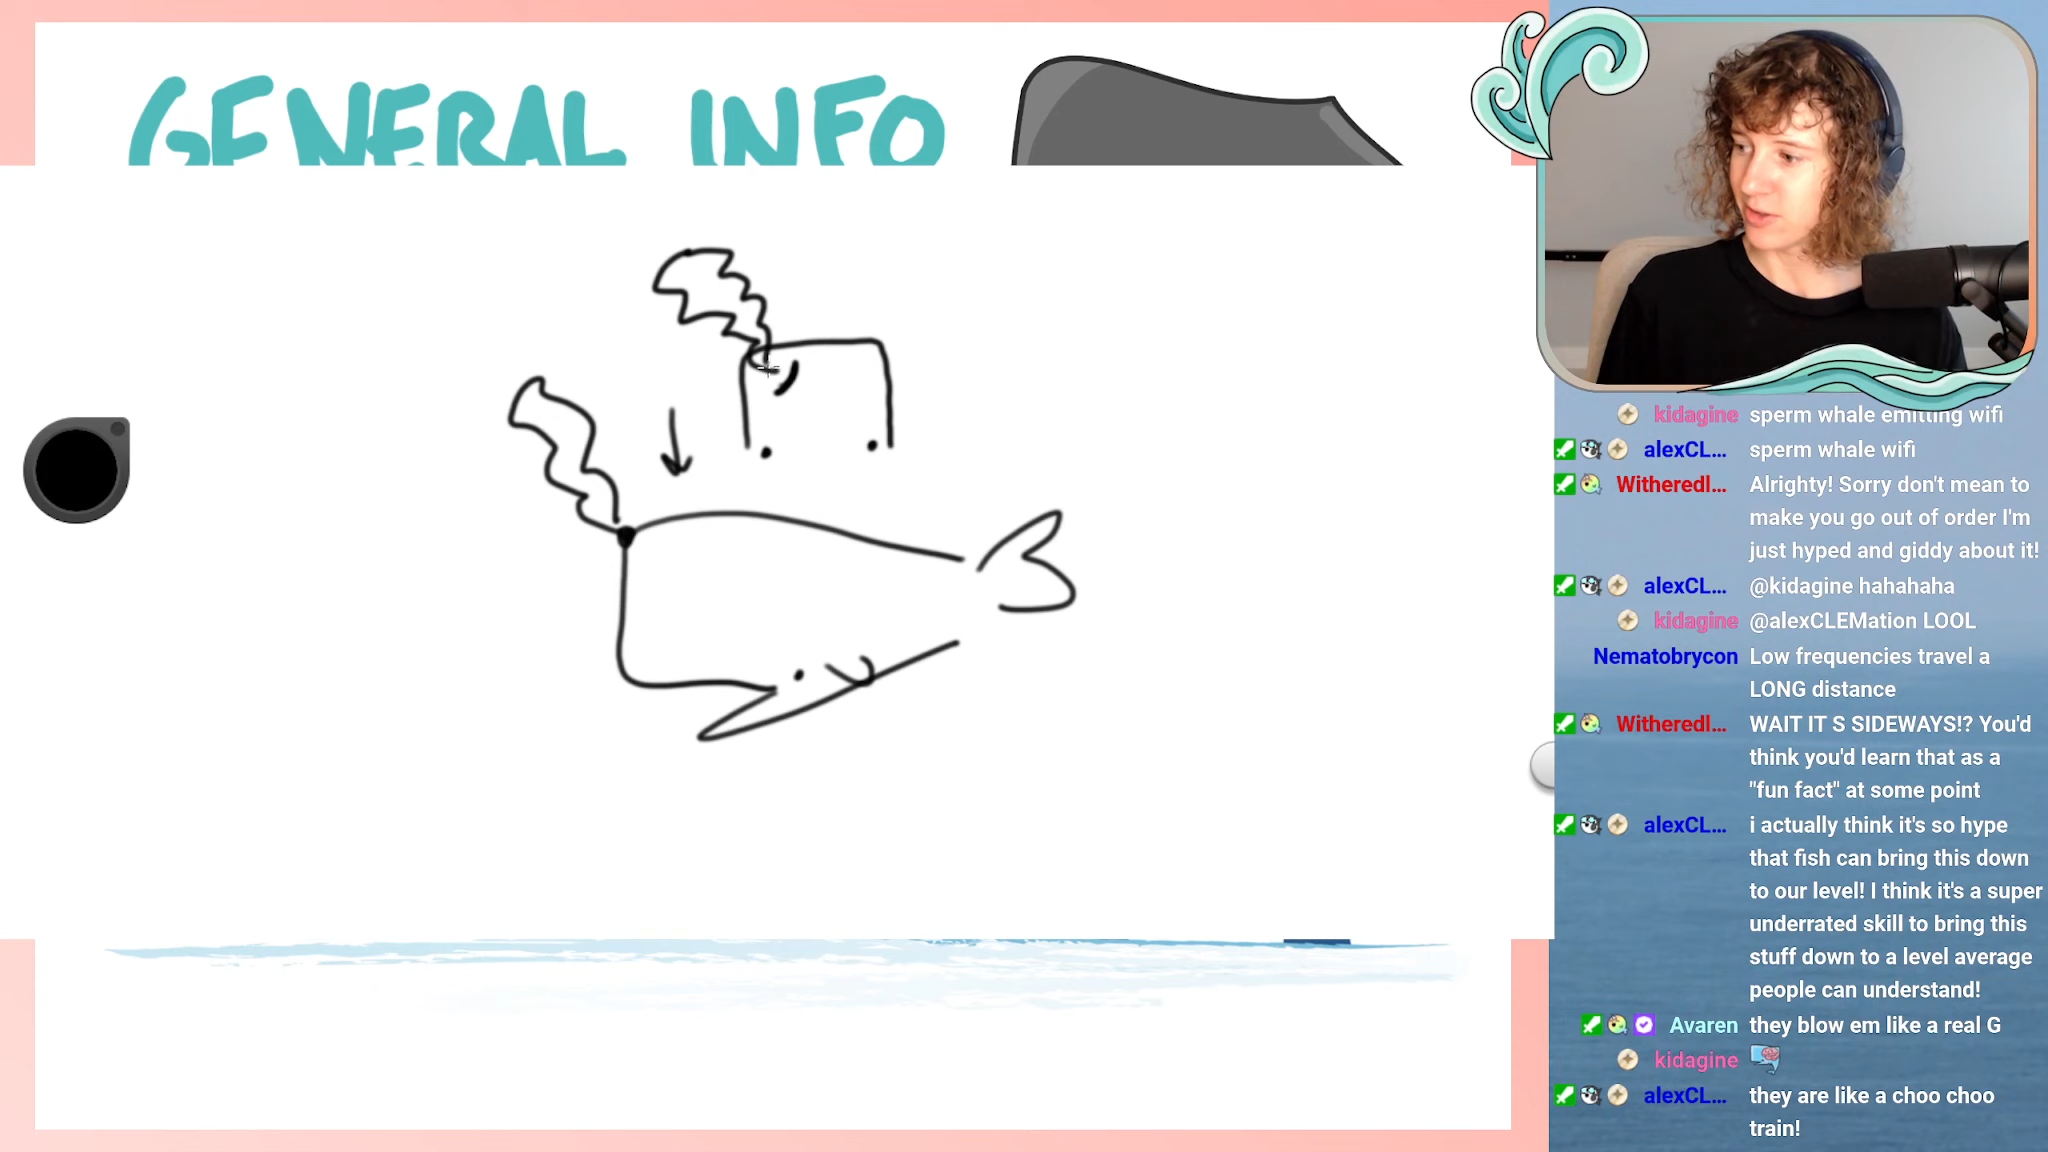 GENERAL INFO
kidagine sperm whale emitting wifi
alexCL... sperm whale wifi
Witheredl... Alrighty! Sorry don't mean to
make you go out of order I'm
just hyped and giddy about it!
alexCL... @kidagine hahahaha
kidagine @alexCLEMation LOOL
Nematobrycon Low frequencies travel a
LONG distance
Witheredl... WAIT IT S SIDEWAYS!? You'd
think you'd learn that as a
"fun fact" at some point
alexCL... i actually think it's so hype
that fish can bring this down
to our level! I think it's a super
underrated skill to bring this
stuff down to a level average
people can understand!
Avaren they blow em like a real G
kidagine
alexCL... they are like a choo choo
train!